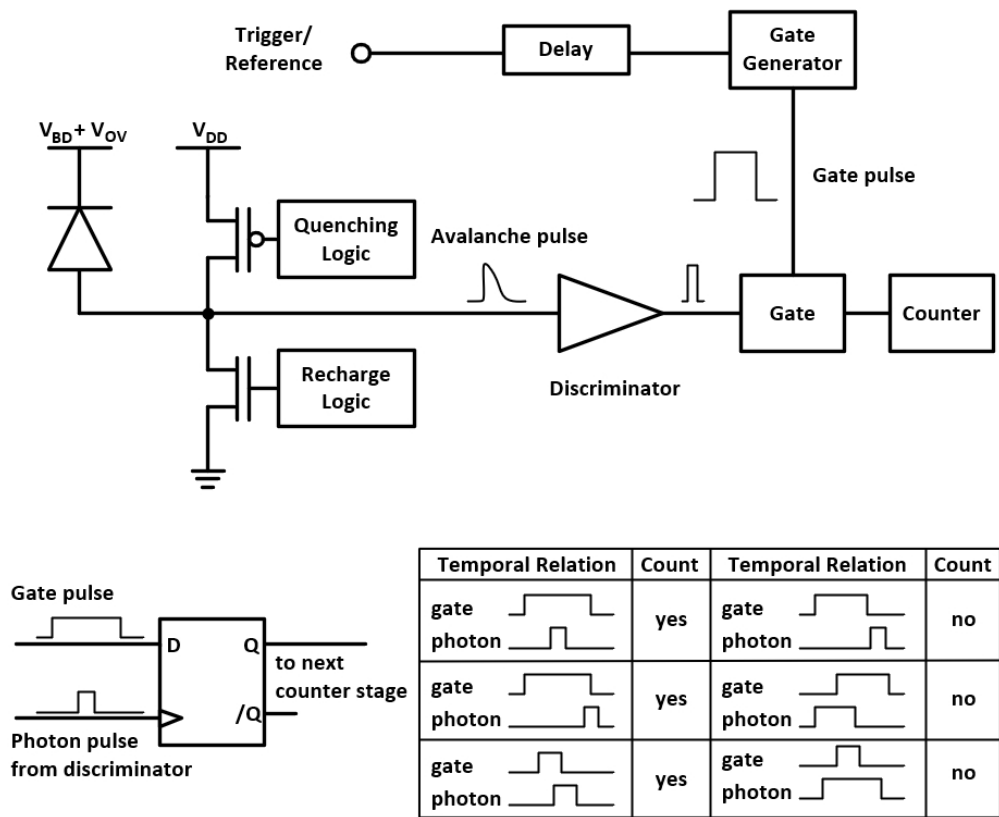 Trigger/
Reference
Delay
Gate
Generator
V_BD + V_OV
V_DD
Gate pulse
Quenching
Logic
Avalanche pulse
Gate
Counter
Recharge
Logic
Discriminator
Gate pulse
D
Q
to next
counter stage
/Q
Photon pulse
from discriminator
Temporal Relation Count Temporal Relation Count
gate yes gate no
photon photon
gate yes gate no
photon photon
gate yes gate no
photon photon